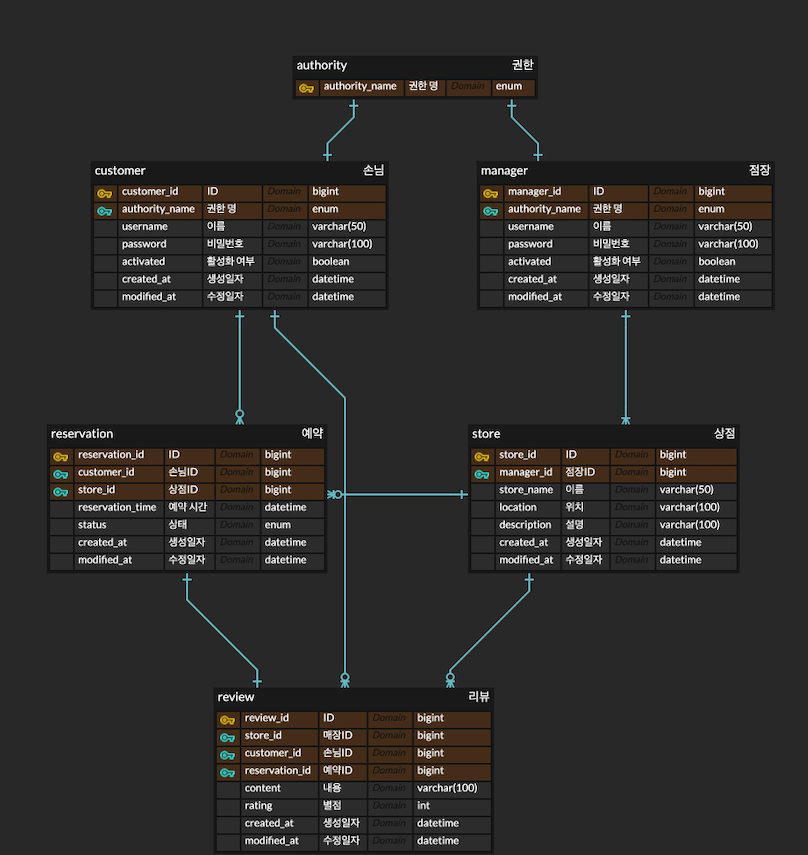 authority 권한
authority_name 권한 명 Domain enum
customer 손님
customer_id ID Domain bigint
authority_name 권한 명 Domain enum
username 이름 Domain varchar(50)
password 비밀번호 Domain varchar(100)
activated 활성화 여부 Domain boolean
created_at 생성일자 Domain datetime
modified_at 수정일자 Domain datetime
manager 점장
manager_id ID Domain bigint
authority_name 권한 명 Domain enum
username 이름 Domain varchar(50)
password 비밀번호 Domain varchar(100)
activated 활성화 여부 Domain boolean
created_at 생성일자 Domain datetime
modified_at 수정일자 Domain datetime
reservation 예약
reservation_id ID Domain bigint
customer_id 손님ID Domain bigint
store_id 상점ID Domain bigint
reservation_time 예약 시간 Domain datetime
status 상태 Domain enum
created_at 생성일자 Domain datetime
modified_at 수정일자 Domain datetime
store 상점
store_id ID Domain bigint
manager_id 점장ID Domain bigint
store_name 이름 Domain varchar(50)
location 위치 Domain varchar(100)
description 설명 Domain varchar(100)
created_at 생성일자 Domain datetime
modified_at 수정일자 Domain datetime
review 리뷰
review_id ID Domain bigint
store_id 매장ID Domain bigint
customer_id 손님ID Domain bigint
reservation_id 예약ID Domain bigint
content 내용 Domain varchar(100)
rating 별점 Domain int
created_at 생성일자 Domain datetime
modified_at 수정일자 Domain datetime